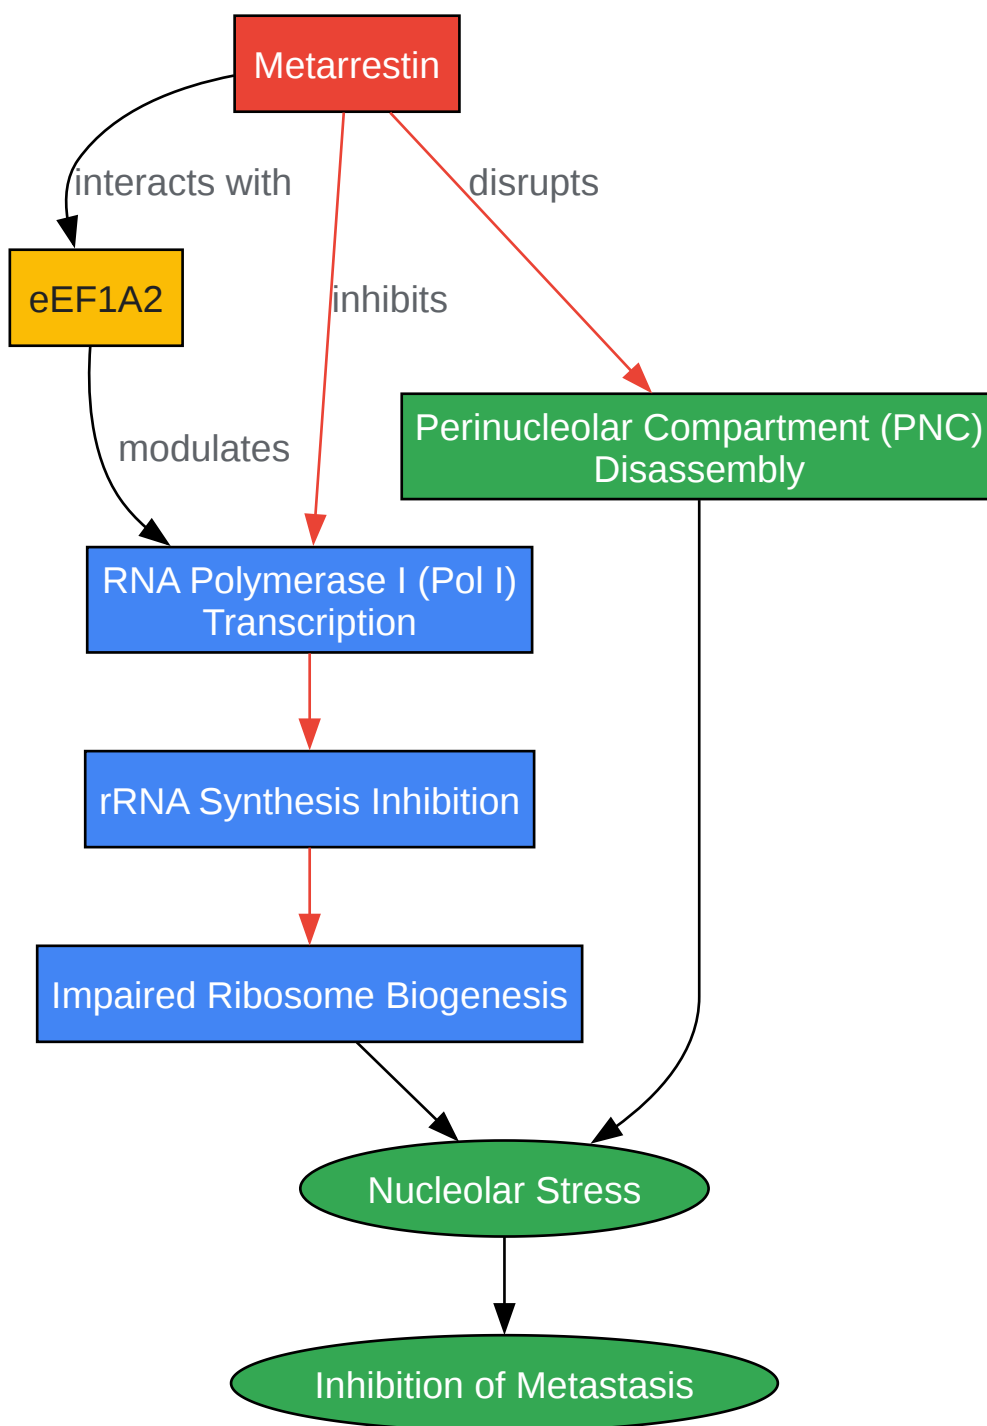 Metarrestin
interacts with
disrupts
eEF1A2
inhibits
Perinucleolar Compartment (PNC)
Disassembly
modulates
RNA Polymerase I (Pol I)
Transcription
rRNA Synthesis Inhibition
Impaired Ribosome Biogenesis
Nucleolar Stress
Inhibition of Metastasis